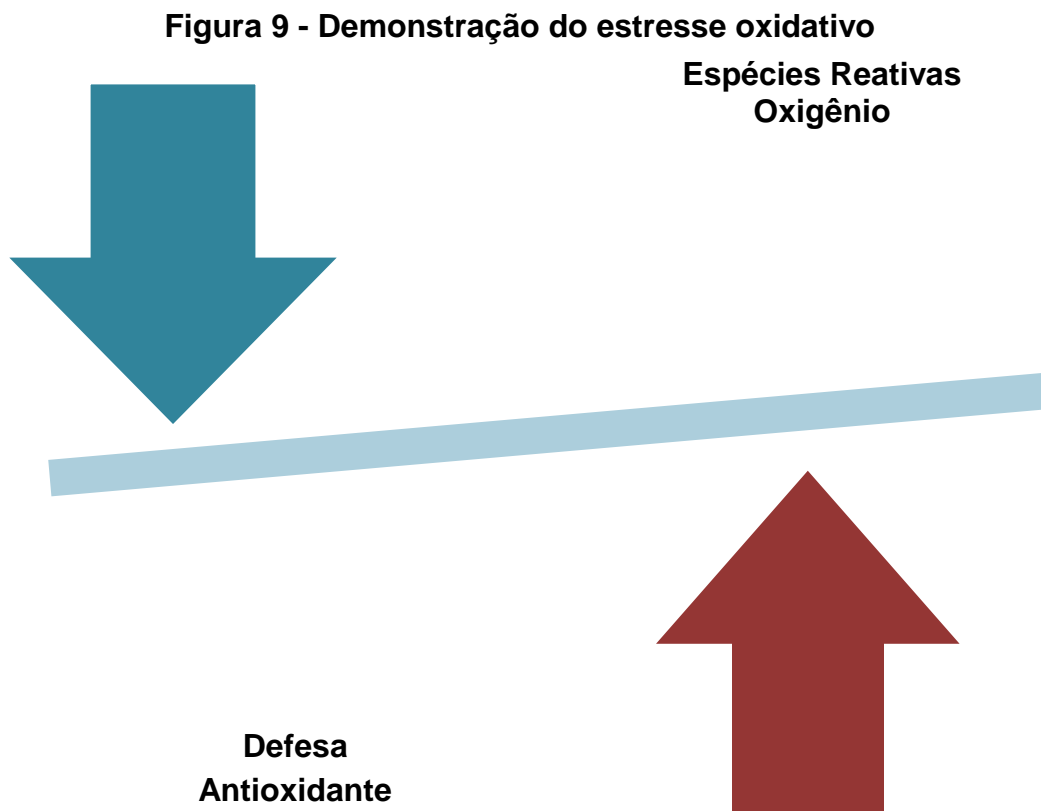 Figura 9 - Demonstração do estresse oxidativo
Espécies Reativas
Oxigênio
Defesa
Antioxidante